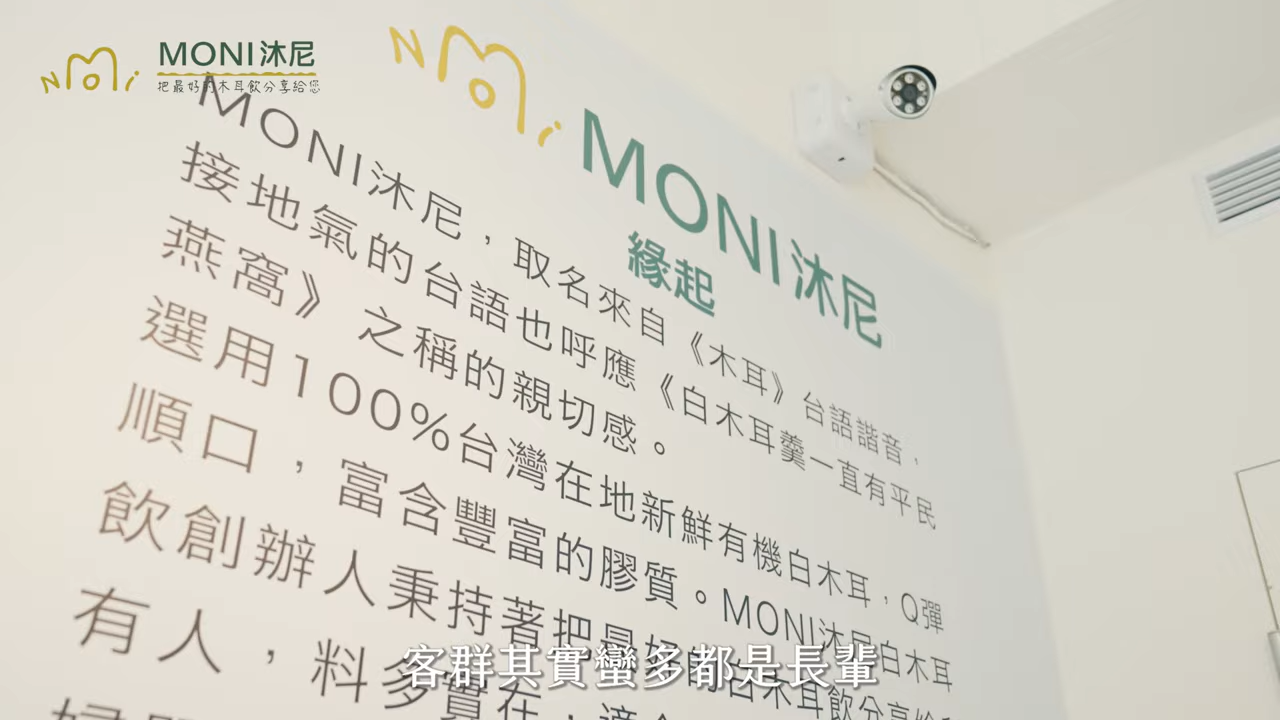 MONi
MONI沐尼
把最好的木耳飲分享給您
MONi
MONI沐尼
緣起
MONI沐尼，取名來自《木耳》台語諧音，
接地氣的台語也呼應《白木耳羹一直有平民
燕窩》之稱的親切感。
選用100%台灣在地新鮮有機白木耳，Q彈
順口，富含豐富的膠質。MONI沐尼白木耳
飲創辦人秉持著把最好的白木耳飲分享給
有人，料多實在，適合
客群其實蠻多都是長輩